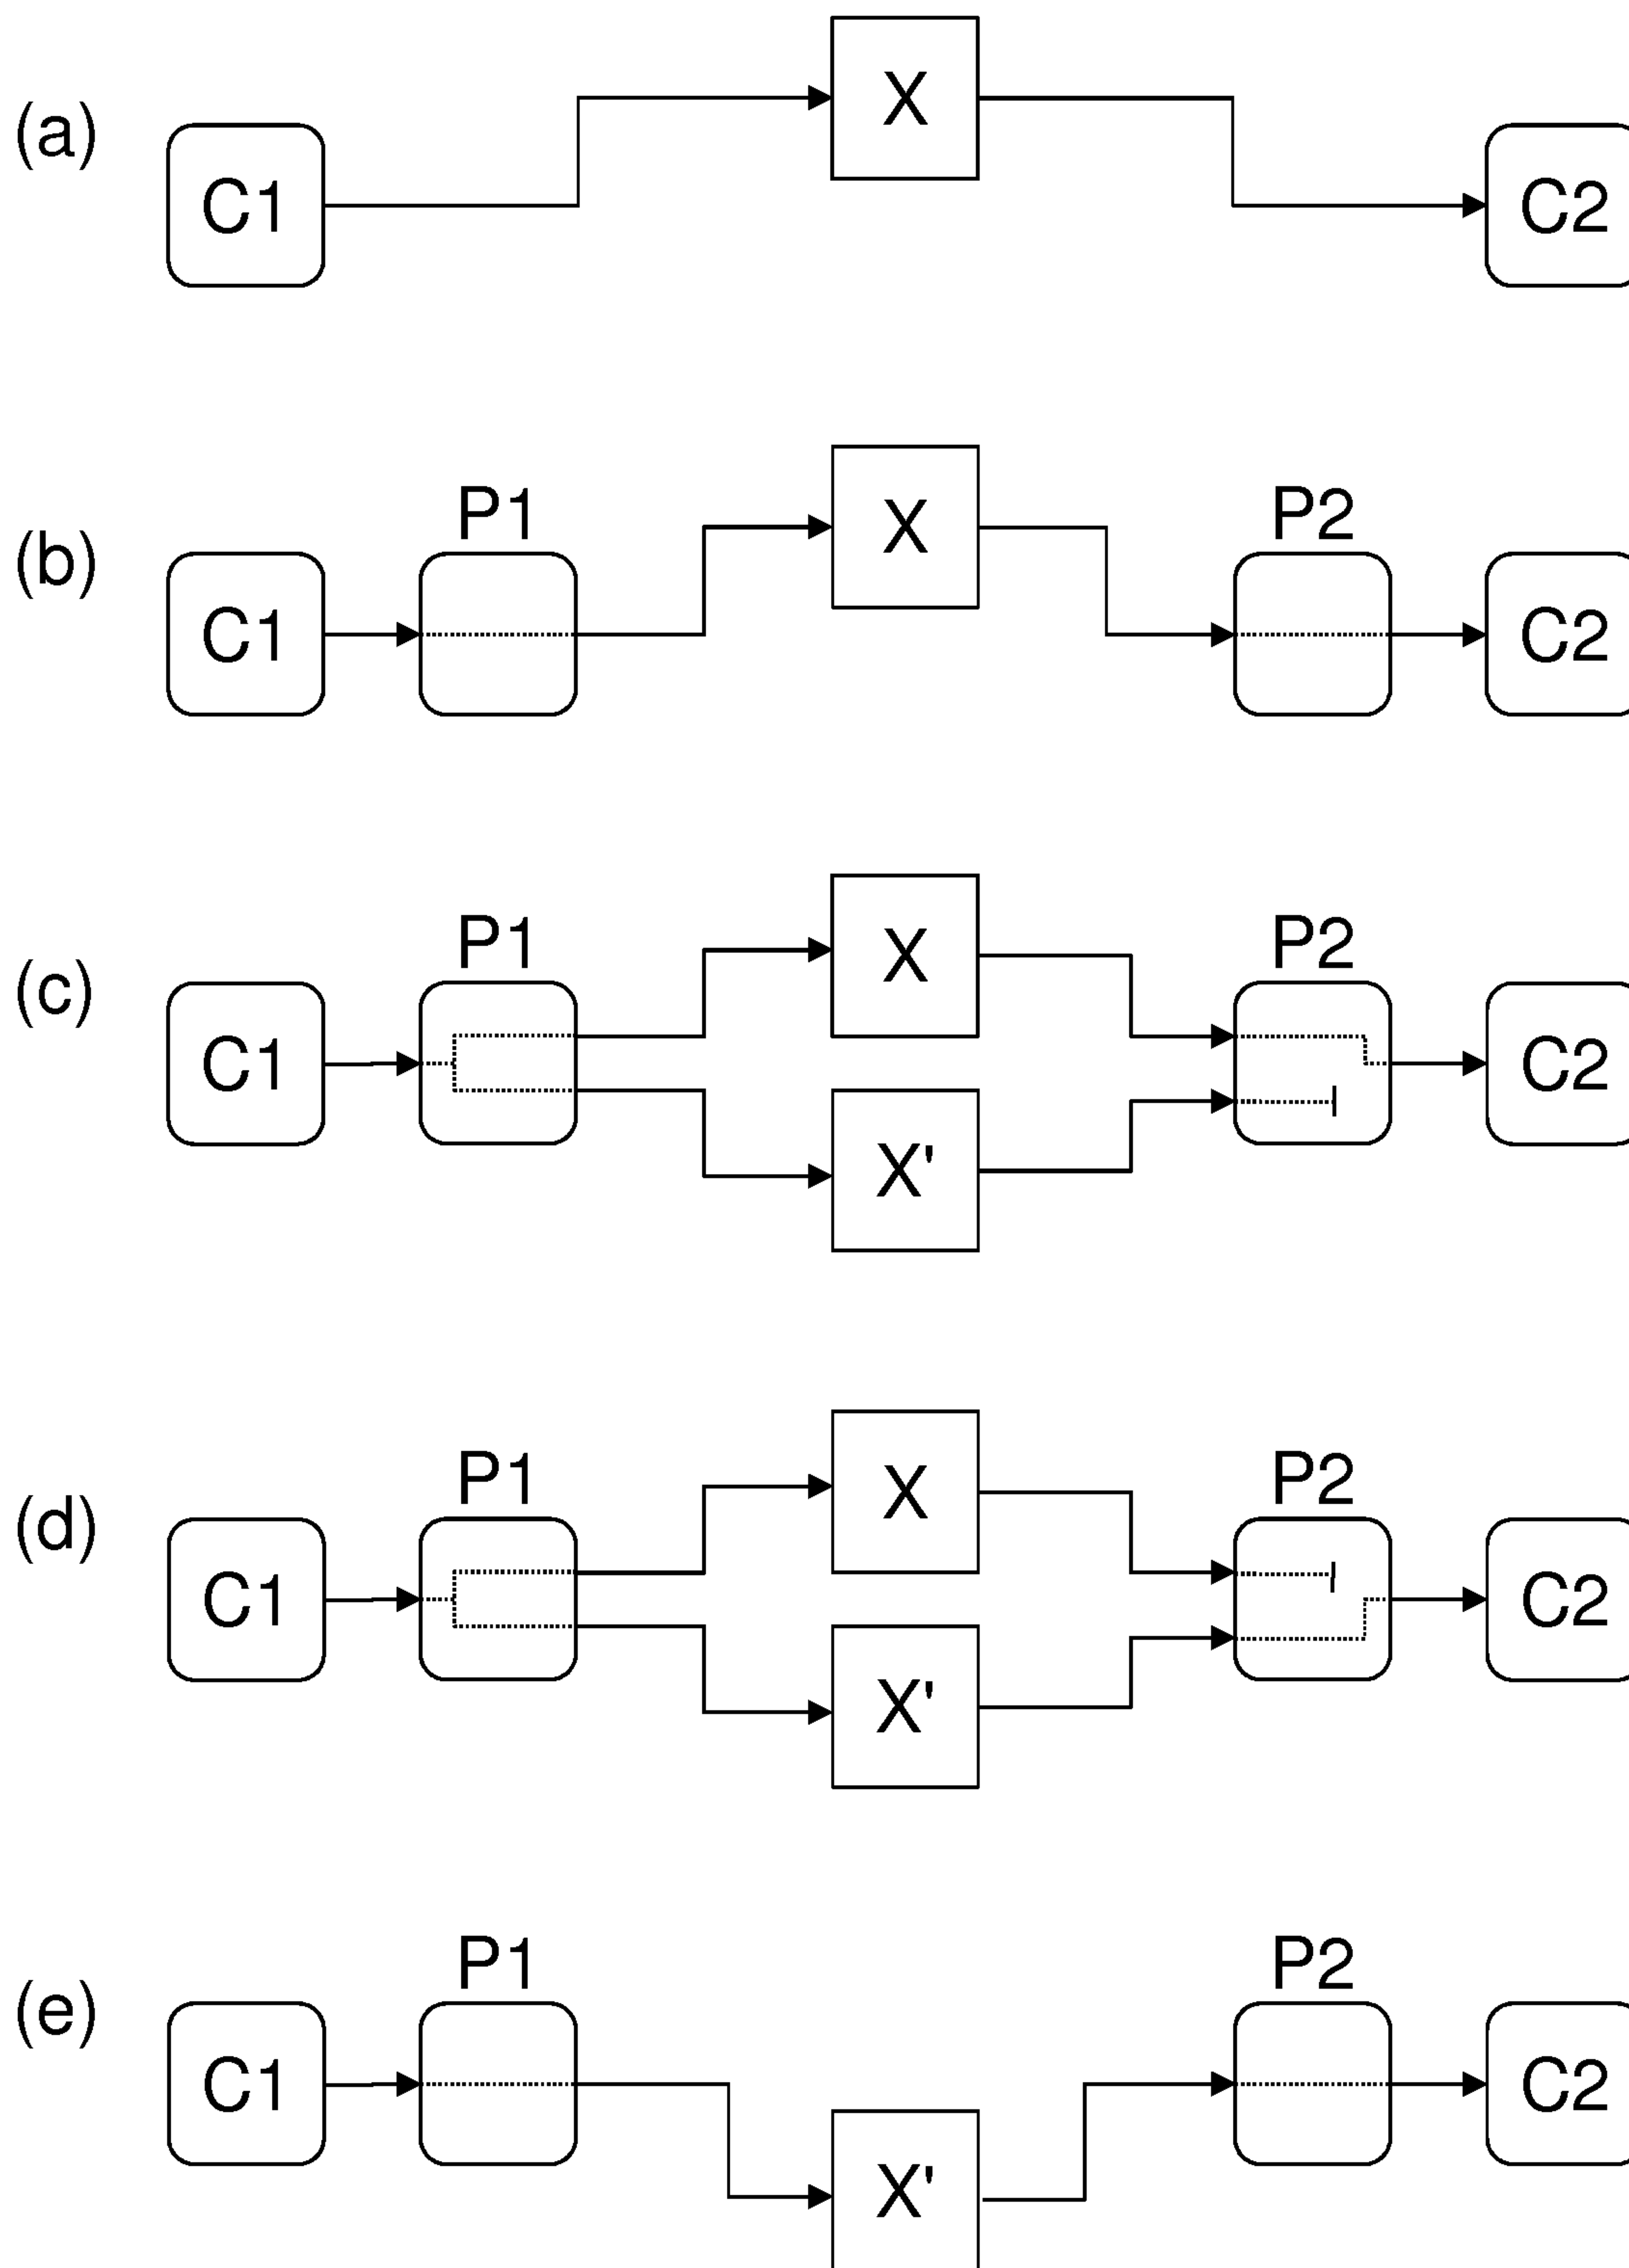 (a) C1 X C2
(b) C1 P1 X P2 C2
(c) C1 P1 X X' P2 C2
(d) C1 P1 X X' P2 C2
(e) C1 P1 X' P2 C2